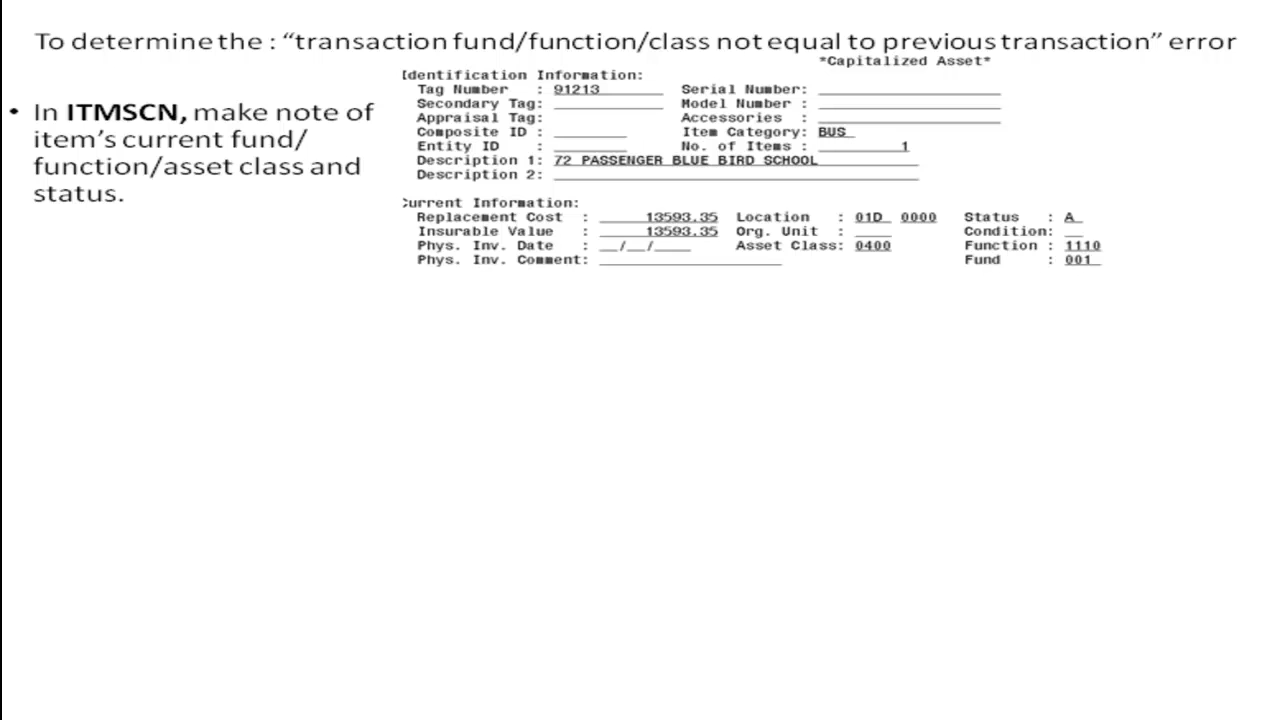 To determine the : “transaction fund/function/class not equal to previous transaction” error
*Capitalized Asset*
• In ITMSCN, make note of
item’s current fund/
function/asset class and
status.
Identification Information:
Tag Number : 91213 Serial Number:
Secondary Tag: Model Number :
Appraisal Tag: Accessories :
Composite ID : Item Category: BUS
Entity ID : No. of Items : 1
Description 1: 72 PASSENGER BLUE BIRD SCHOOL
Description 2:
Current Information:
Replacement Cost : 13593.35 Location : 01D 0000 Status : A
Insurable Value : 13593.35 Org. Unit : Condition:
Phys. Inv. Date : __/__/____ Asset Class: 0400 Function : 1110
Phys. Inv. Comment: Fund : 001